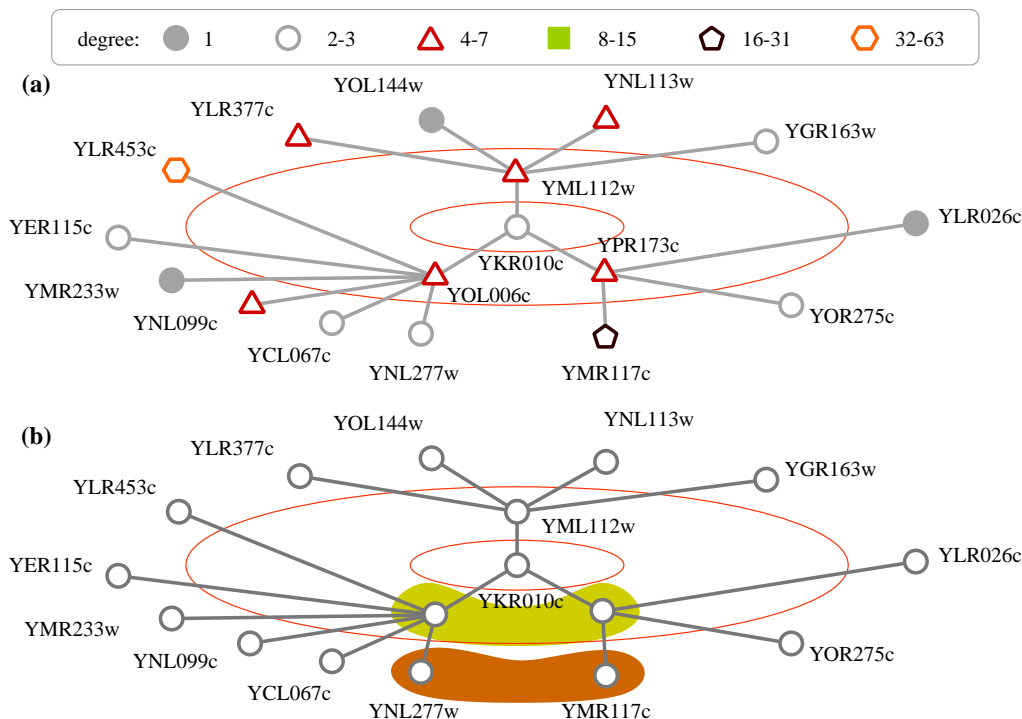 degree: 1 2-3 4-7 8-15 16-31 32-63
(a)
YOL144w
YNL113w
YLR377c
YGR163w
YLR453c
YML112w
YLR026c
YER115c
YPR173c
YKR010c
YMR233w
YOL006c
YNL099c
YOR275c
YCL067c
YNL277w
YMR117c
(b)
YOL144w
YNL113w
YLR377c
YGR163w
YLR453c
YML112w
YLR026c
YER115c
YKR010c
YMR233w
YNL099c
YOR275c
YCL067c
YNL277w
YMR117c